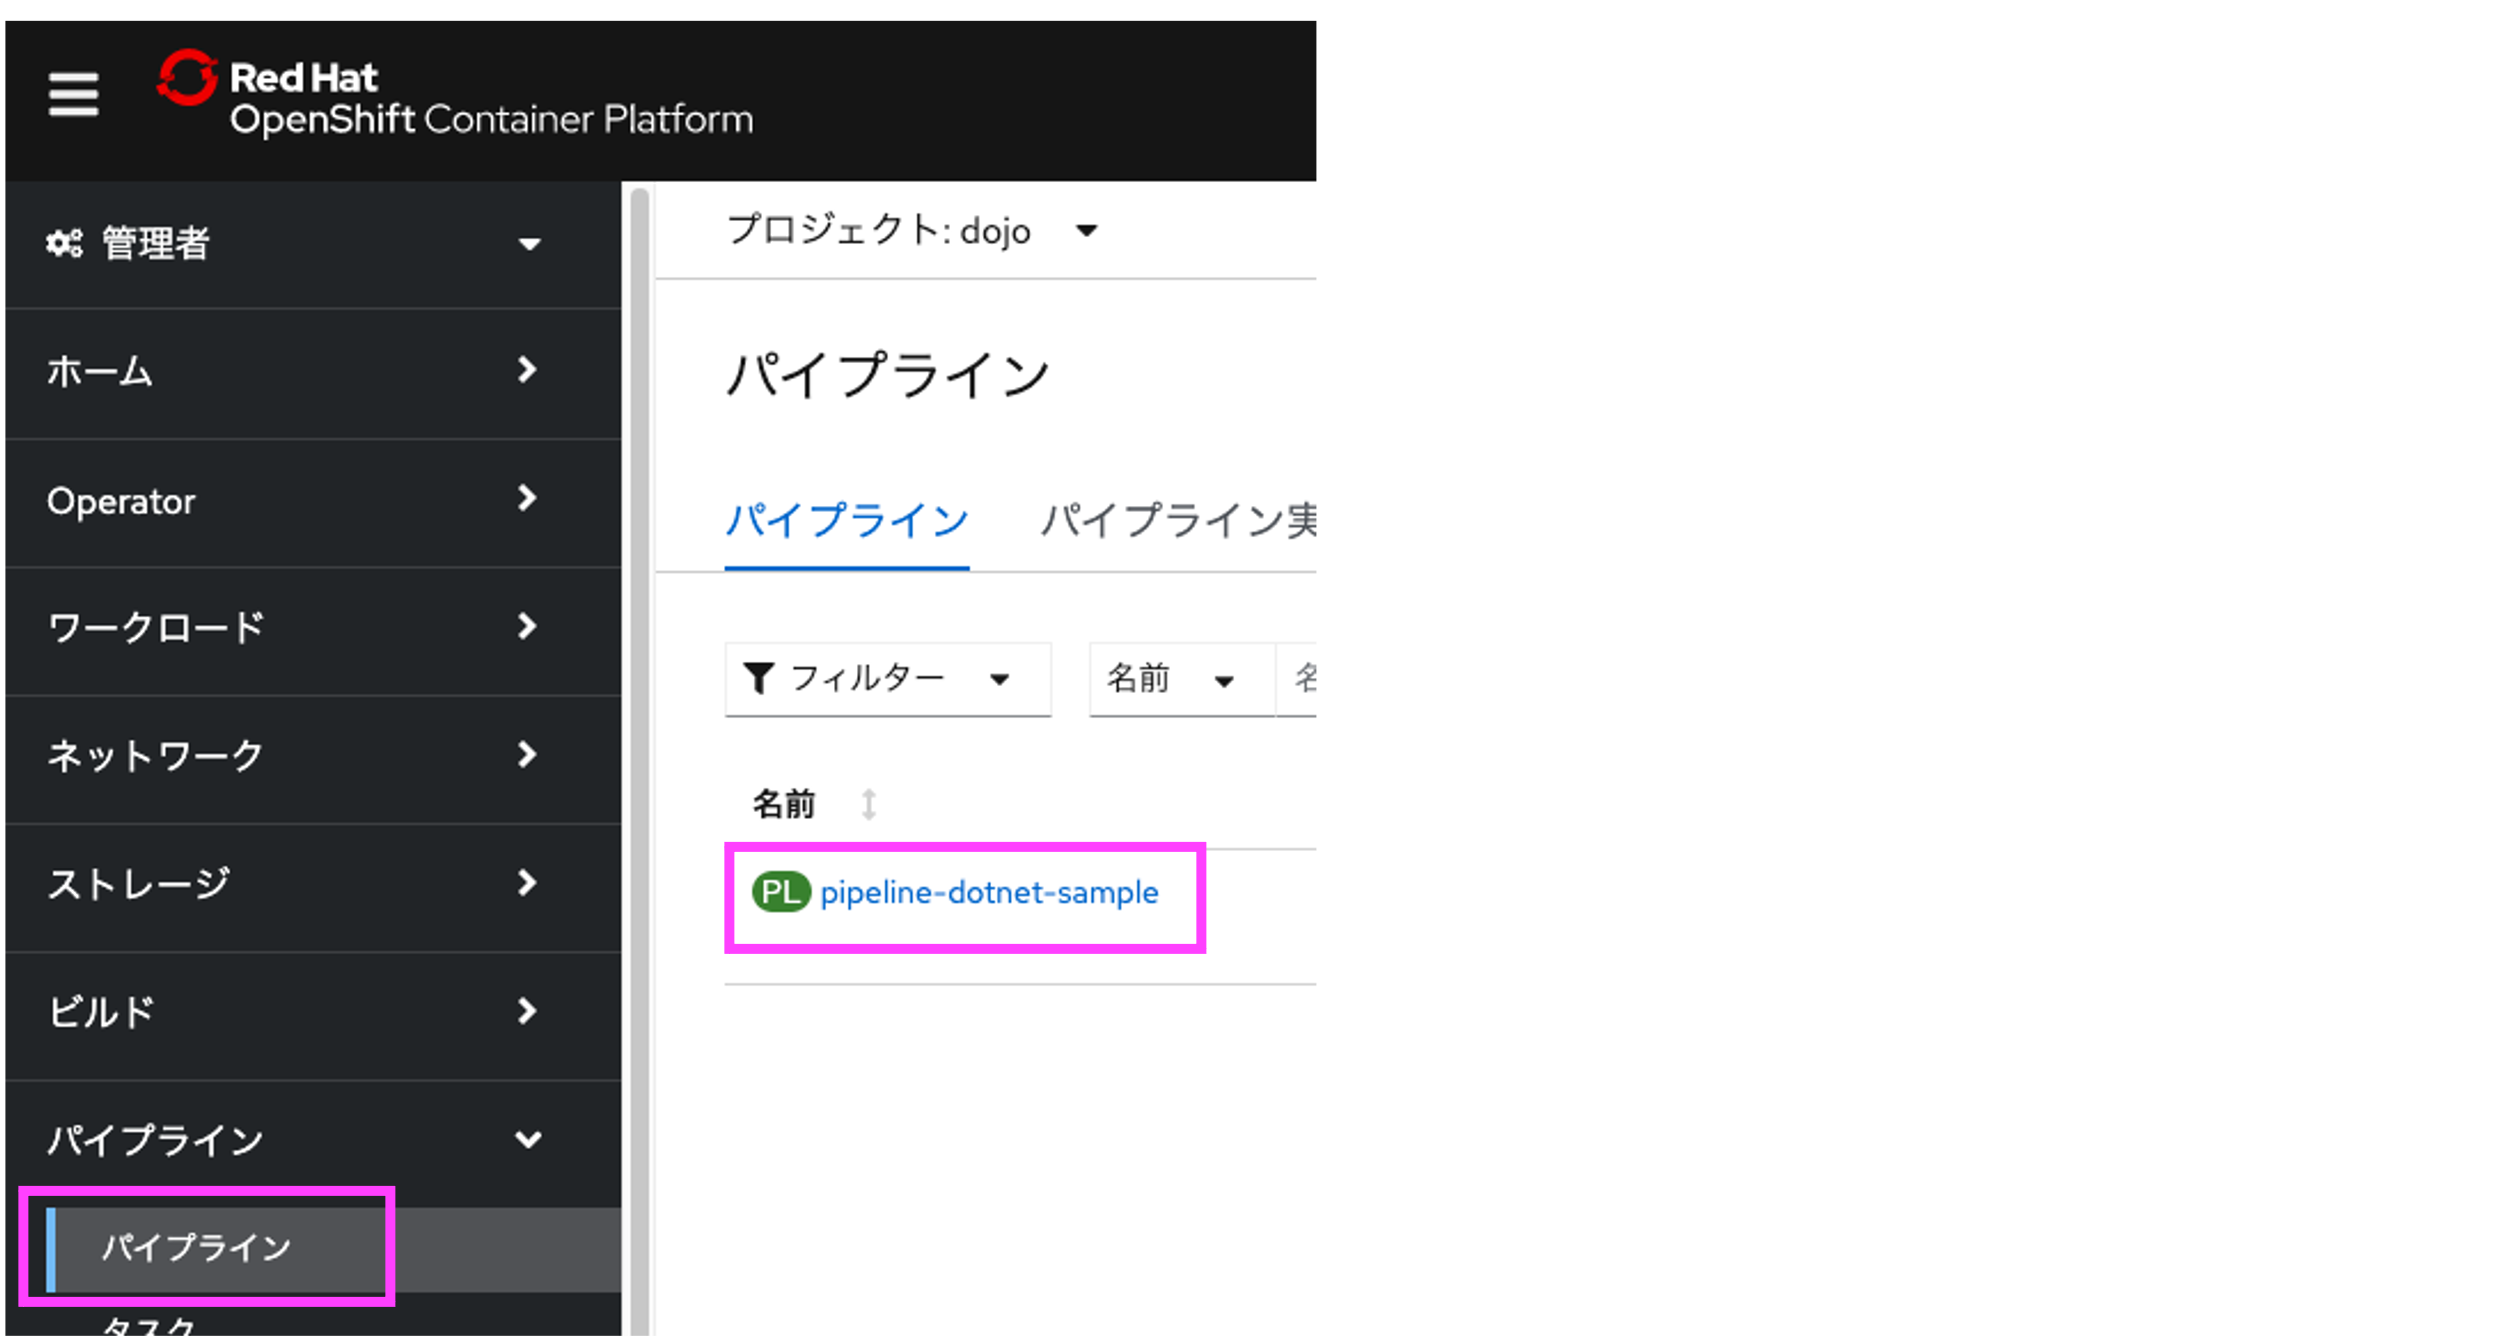 Red Hat
OpenShift Container Platform
管理者
ホーム
Operator
ワークロード
ネットワーク
ストレージ
ビルド
パイプライン
パイプライン
タスク
プロジェクト: dojo
パイプライン
パイプライン パイプライン実
フィルター 名前 名
名前
PL pipeline-dotnet-sample